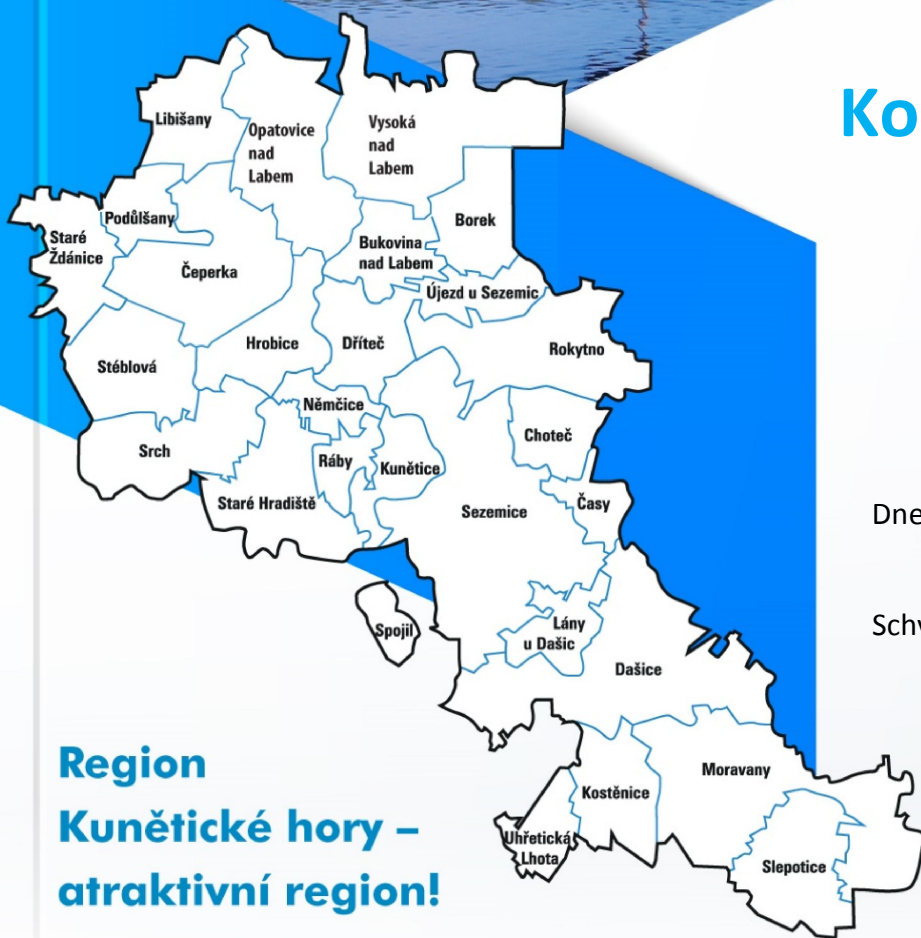 Ko
Libišany
Opatovice
nad
Labem
Vysoká
nad
Labem
Podůlšany
Borek
Staré
Ždánice
Čeperka
Bukovina
nad Labem
Újezd u Sezemic
Stéblová
Hrobice
Dříteč
Rokytno
Němčice
Choteč
Srch
Ráby
Kunětice
Staré Hradiště
Sezemice
Časy
Dne
Spojil
Lány
u Dašic
Schv
Dašice
Moravany
Kostěnice
Uhřetická
Lhota
Slepotice
Region
Kunětické hory –
atraktivní region!